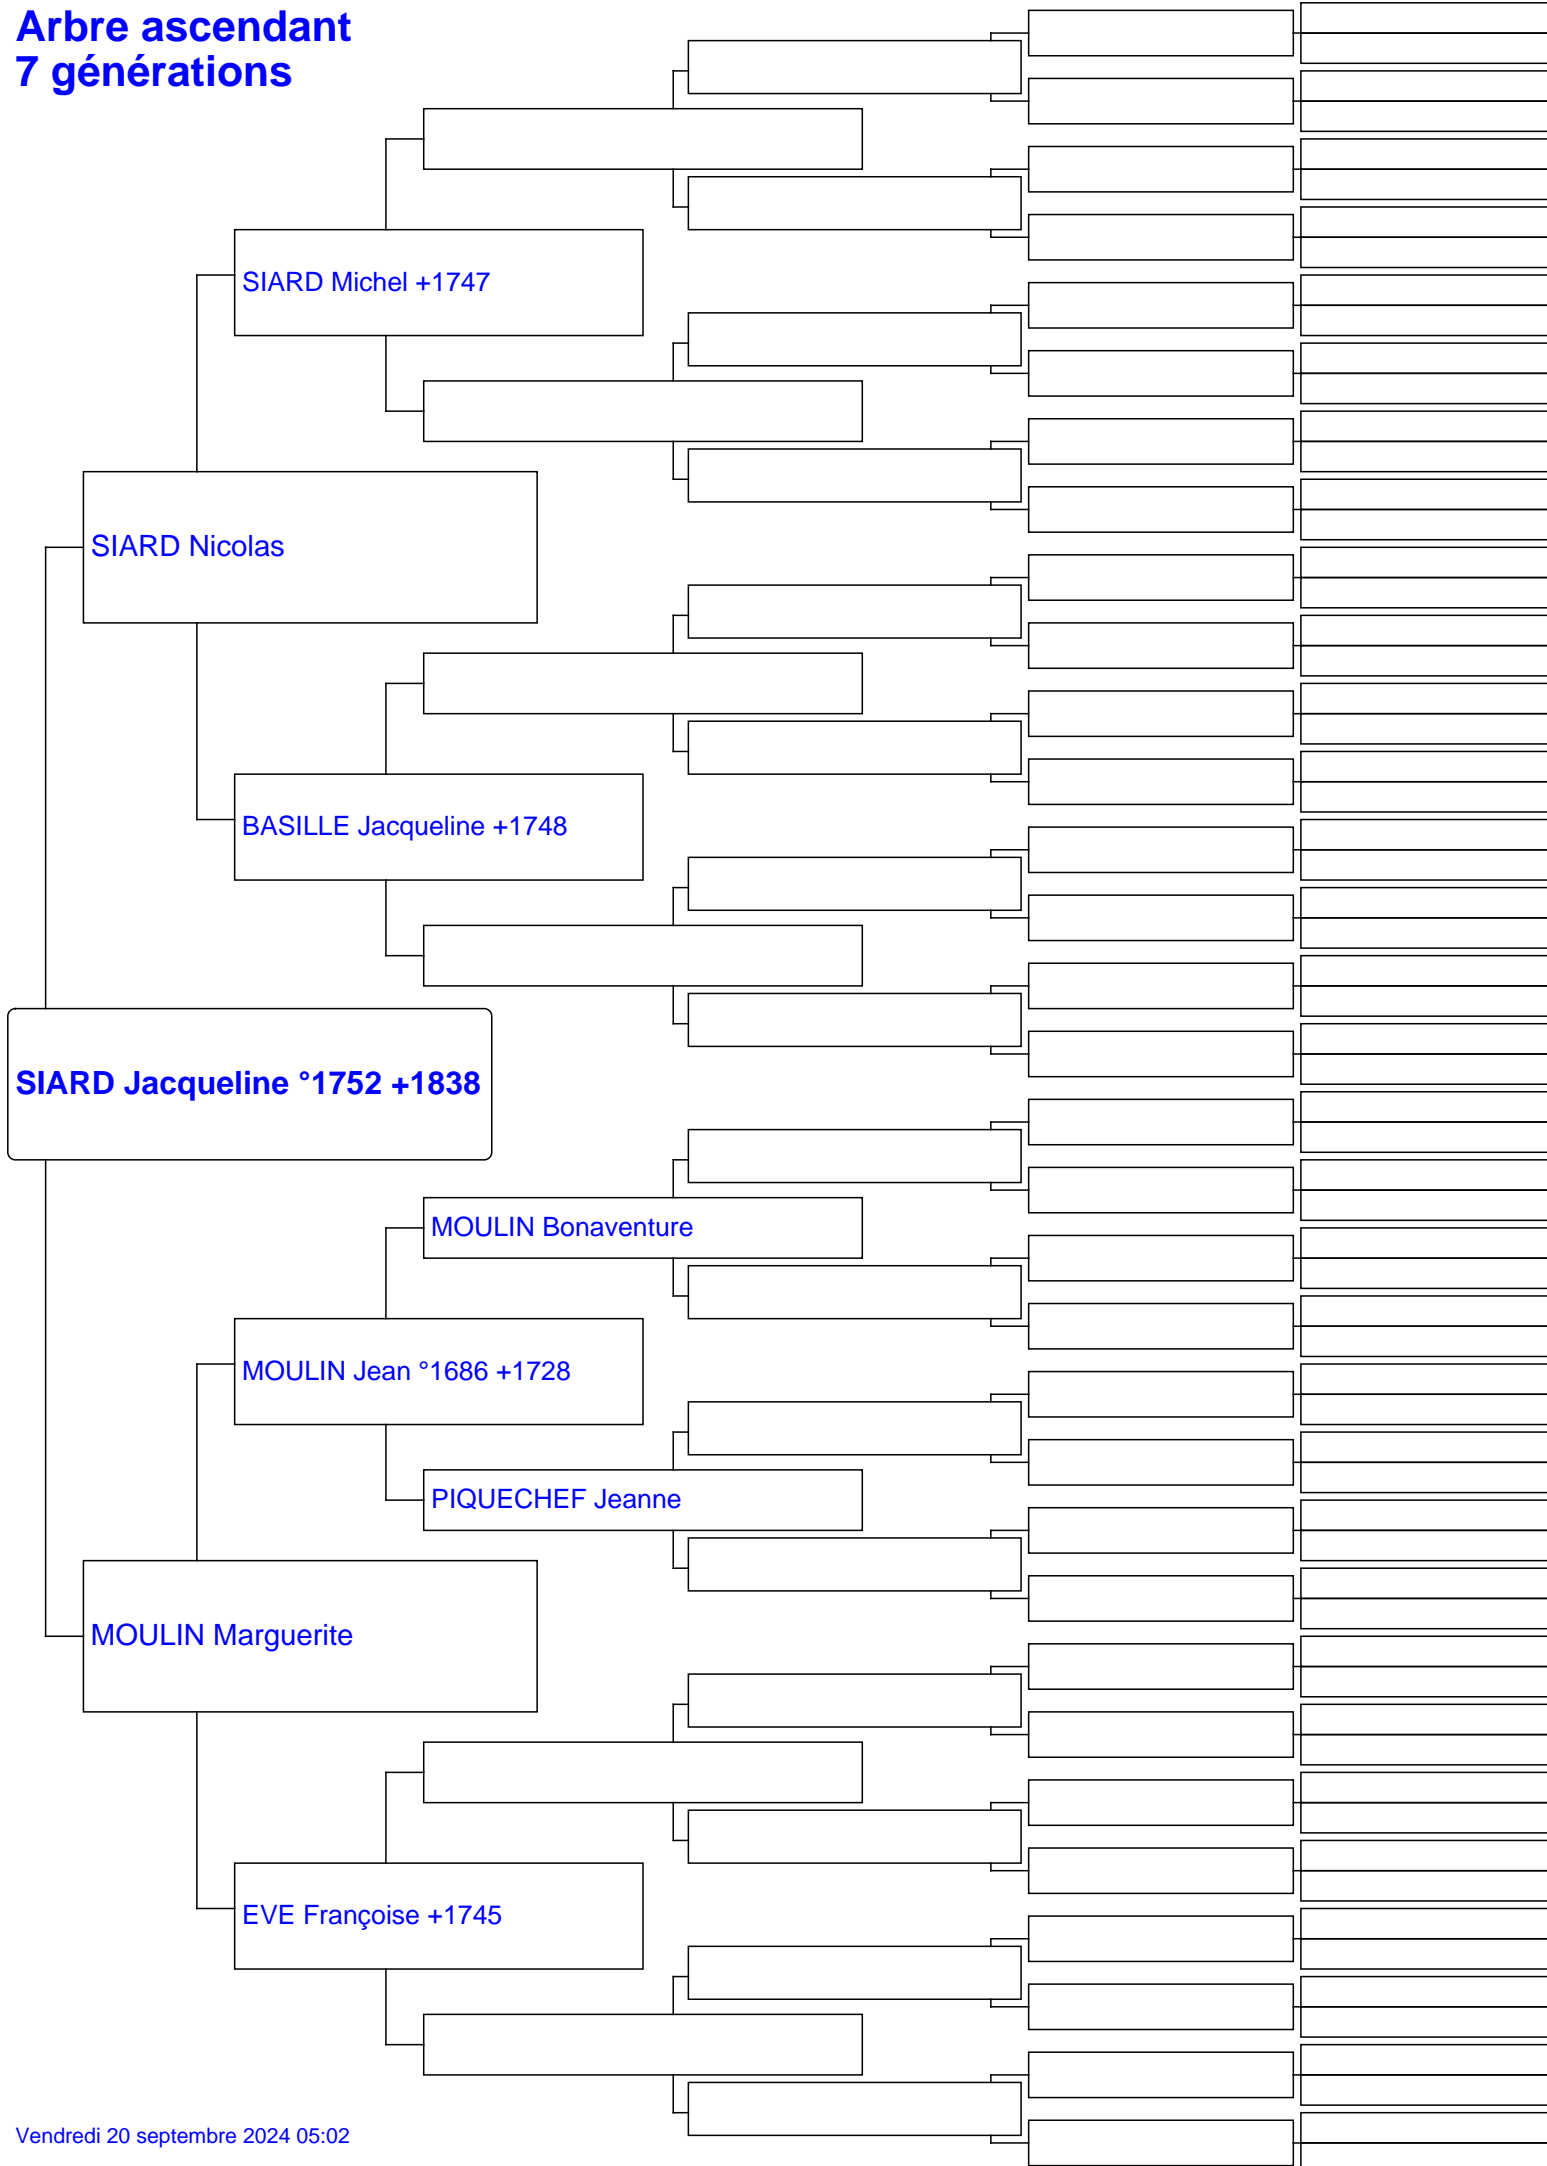 Arbre ascendant
7 générations
SIARD Michel +1747
SIARD Nicolas
BASILLE Jacqueline +1748
SIARD Jacqueline °1752 +1838
MOULIN Bonaventure
MOULIN Jean °1686 +1728
PIQUECHEF Jeanne
MOULIN Marguerite
EVE Françoise +1745
Vendredi 20 septembre 2024 05:02